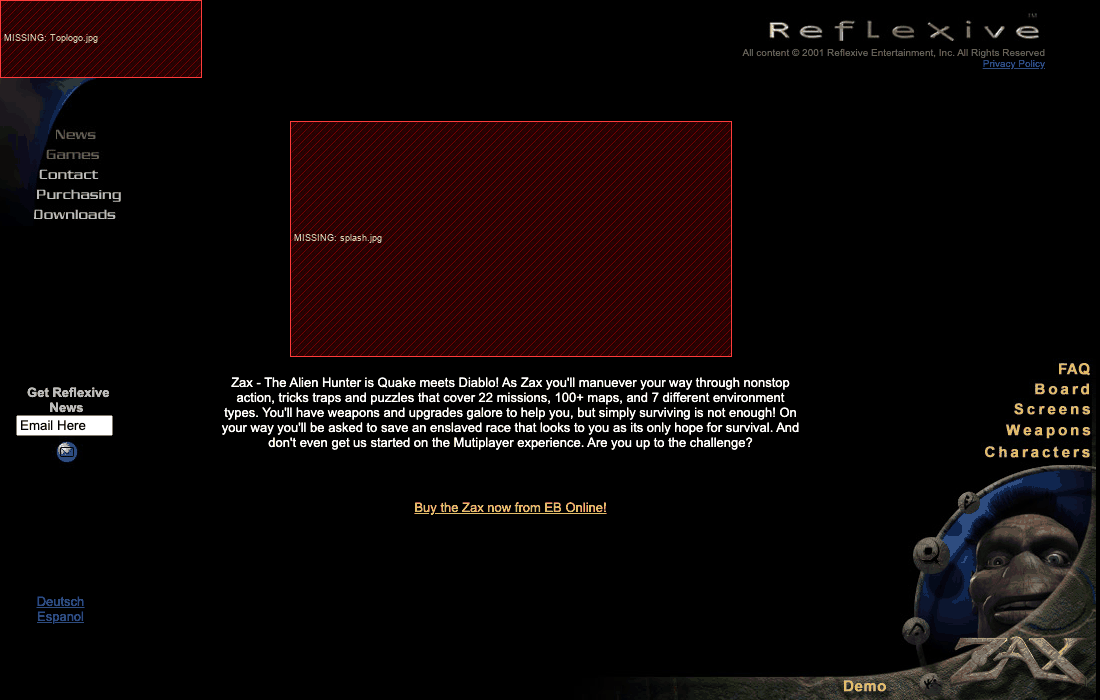 MISSING: Toplogo.jpg
Reflexive™
All content © 2001 Reflexive Entertainment, Inc. All Rights Reserved
Privacy Policy
News
Games
Contact
Purchasing
Downloads
MISSING: splash.jpg
Zax - The Alien Hunter is Quake meets Diablo! As Zax you'll manuever your way through nonstop
action, tricks traps and puzzles that cover 22 missions, 100+ maps, and 7 different environment
types. You'll have weapons and upgrades galore to help you, but simply surviving is not enough! On
your way you'll be asked to save an enslaved race that looks to you as its only hope for survival. And
don't even get us started on the Mutiplayer experience. Are you up to the challenge?
Buy the Zax now from EB Online!
Get Reflexive
News
Email Here
Deutsch
Espanol
FAQ
Board
Screens
Weapons
Characters
ZAX
Demo